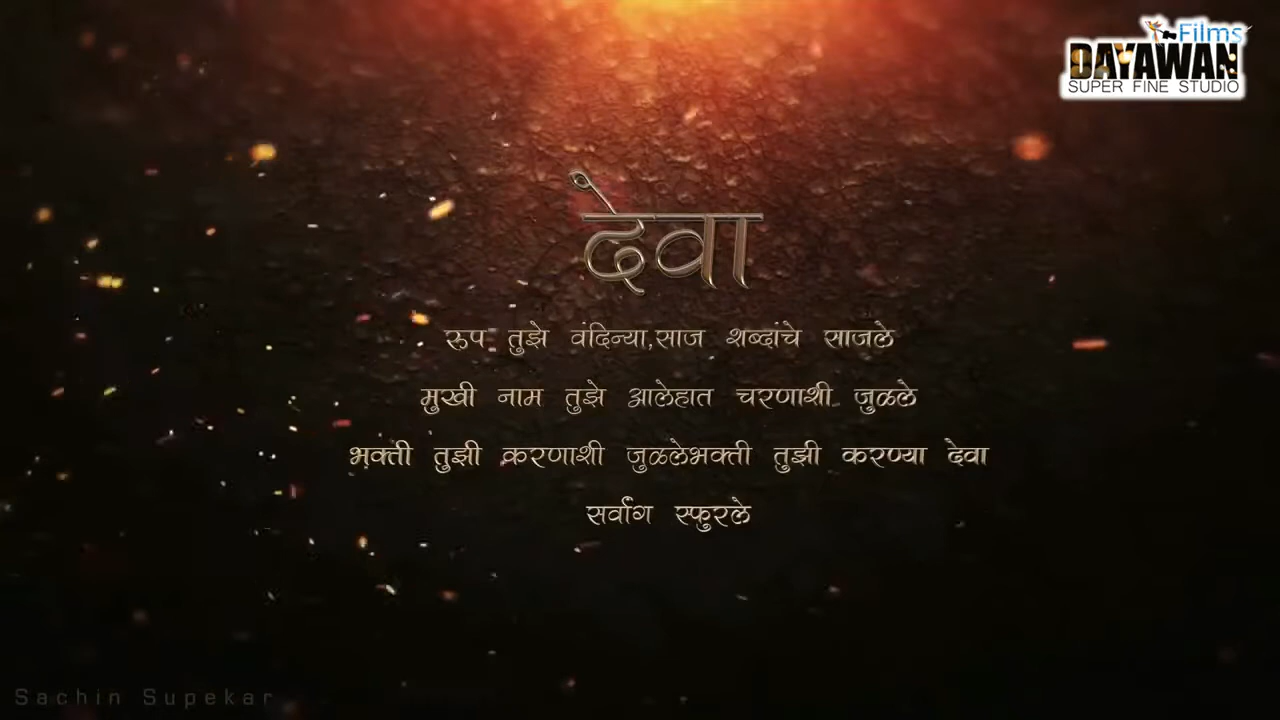 Films
DAYAWAN
SUPER FINE STUDIO
देवा
रूप तुझे वंदिन्या,साज शब्दांचे साजले
मुखी नाम तुझे आलेहात चरणाशी जुळले
भक्ती तुझी करणाशी जुळलेभक्ती तुझी करण्या देवा
सर्वांग स्फुरले
Sachin Supekar